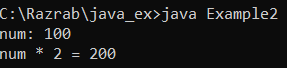 C:\Razrab\java_ex>java Example2
num: 100
num * 2 = 200